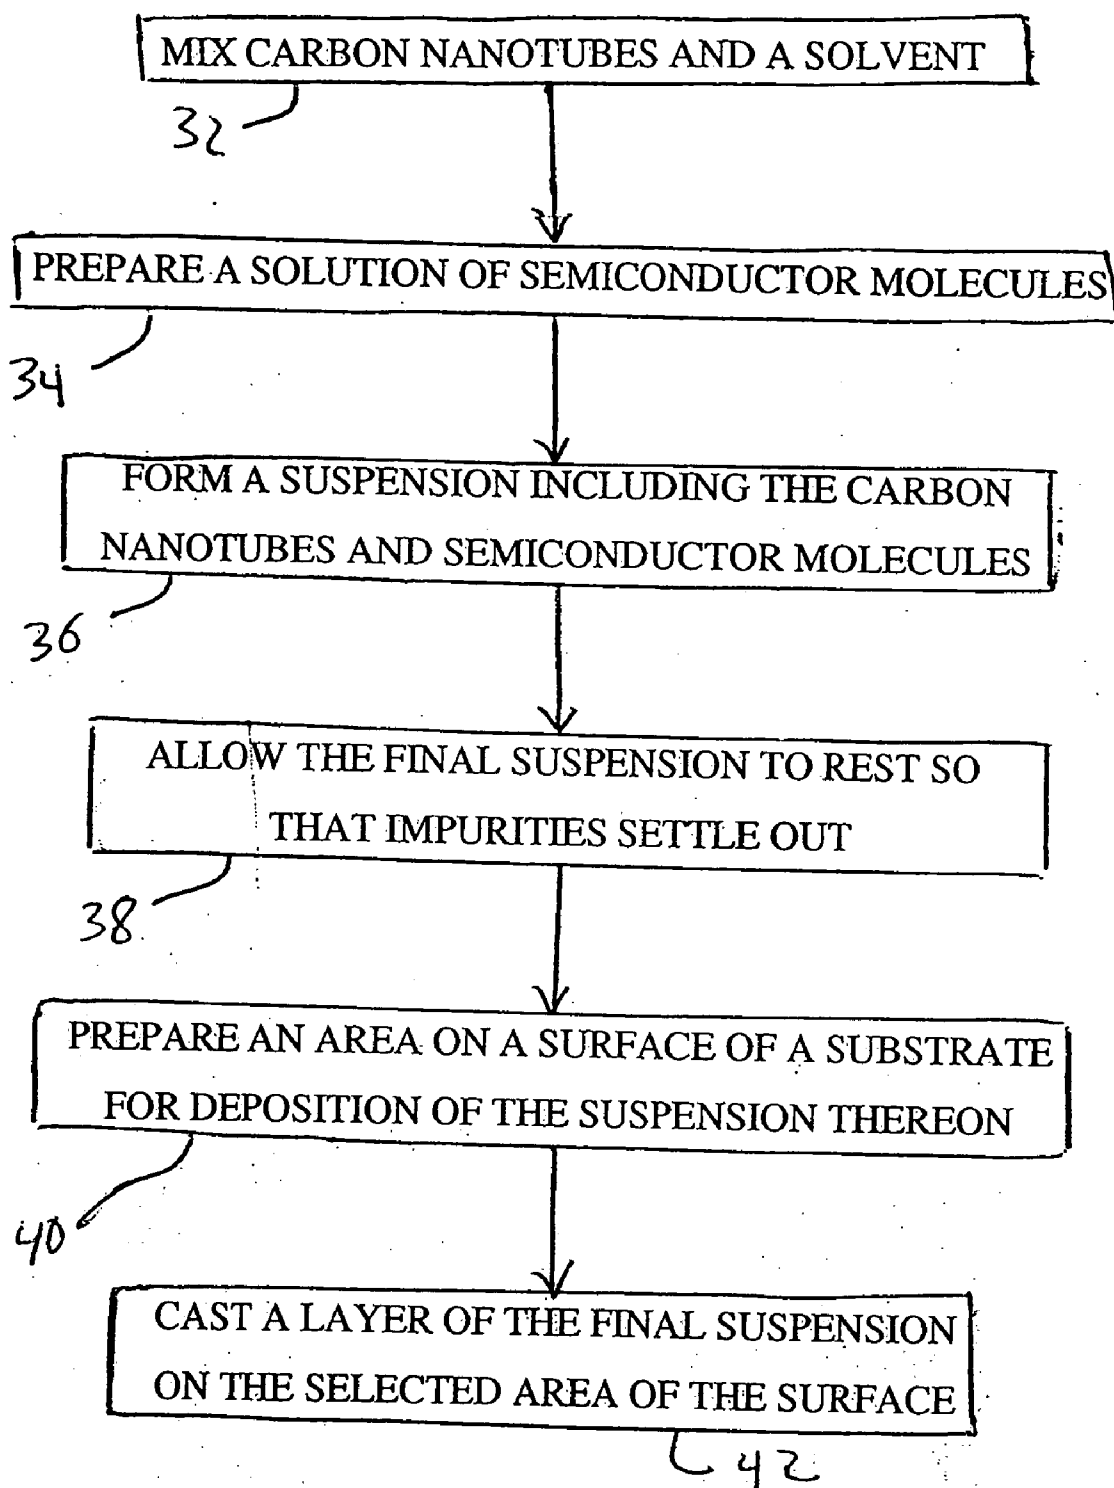 MIX CARBON NANOTUBES AND A SOLVENT
32
PREPARE A SOLUTION OF SEMICONDUCTOR MOLECULES
34
FORM A SUSPENSION INCLUDING THE CARBON
NANOTUBES AND SEMICONDUCTOR MOLECULES
36
ALLOW THE FINAL SUSPENSION TO REST SO
THAT IMPURITIES SETTLE OUT
38
PREPARE AN AREA ON A SURFACE OF A SUBSTRATE
FOR DEPOSITION OF THE SUSPENSION THEREON
40
CAST A LAYER OF THE FINAL SUSPENSION
ON THE SELECTED AREA OF THE SURFACE
42